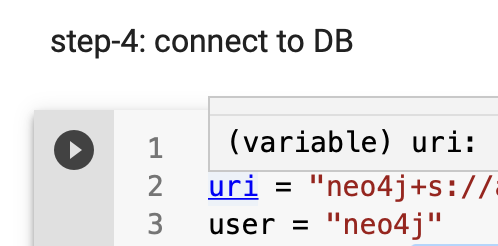 step-4: connect to DB
(variable) uri:
1
2 uri = "neo4j+s://
3 user = "neo4j"